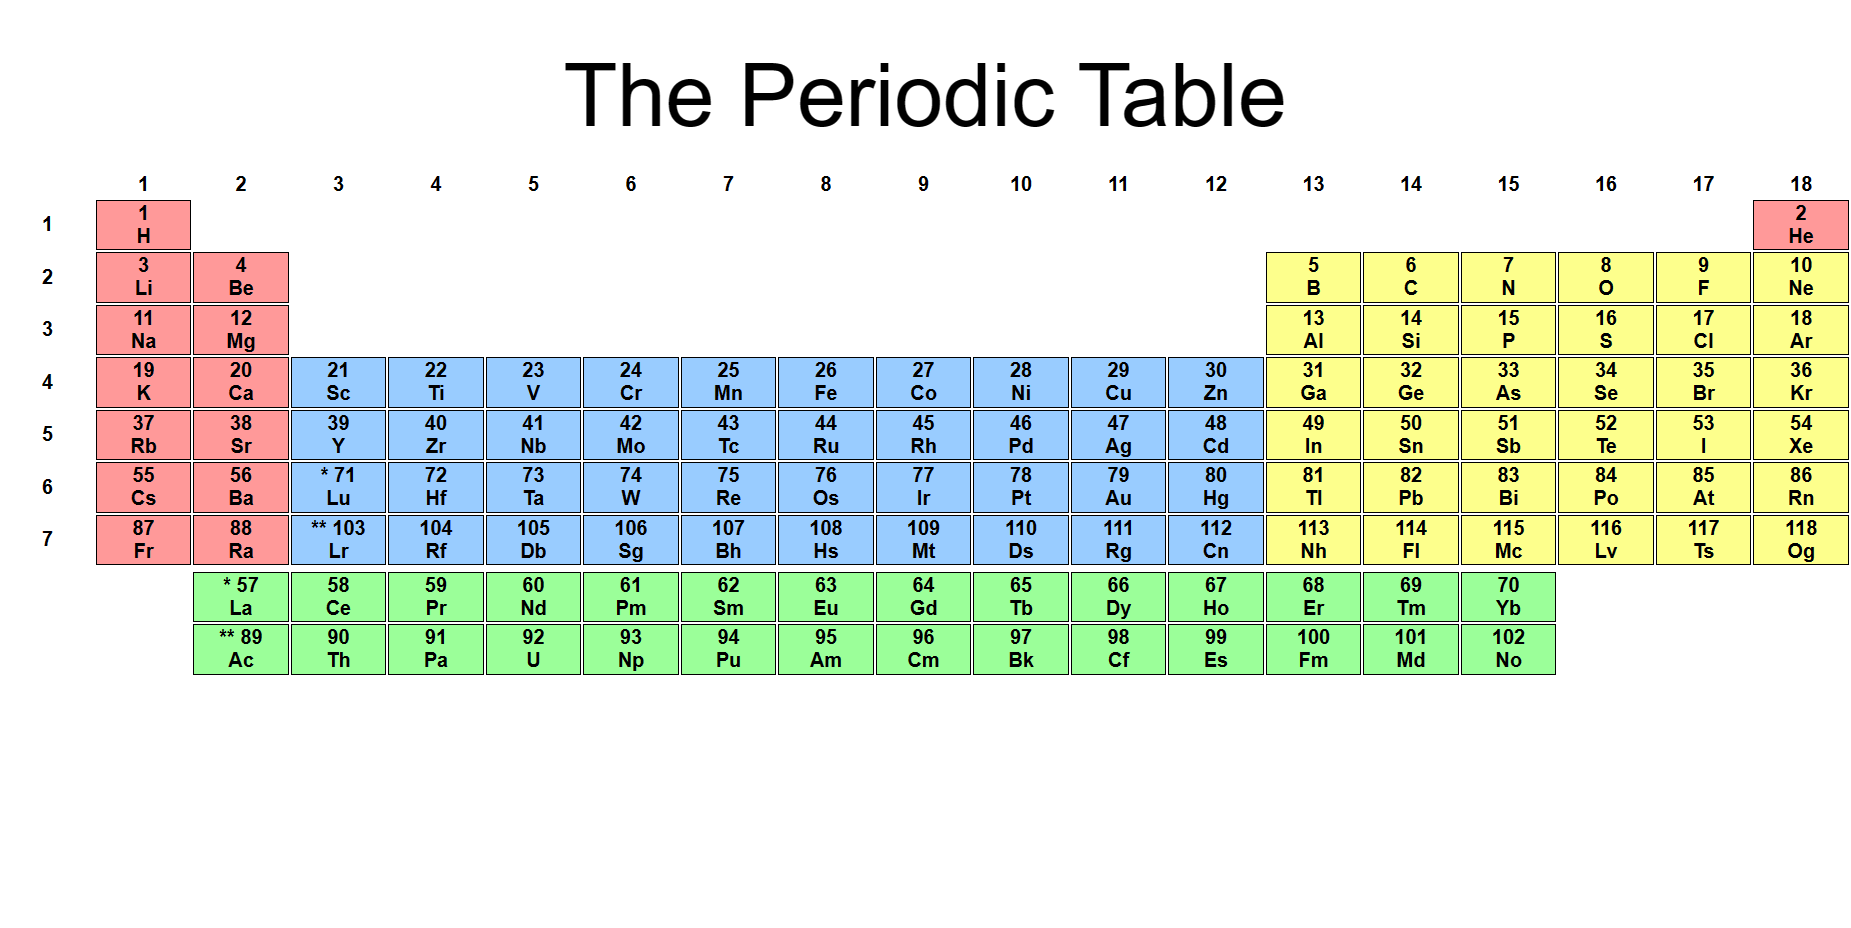 The Periodic Table
1 2 3 4 5 6 7 8 9 10 11 12 13 14 15 16 17 18
1 2
1 H He
3 4 5 6 7 8 9 10
2 Li Be B C N O F Ne
11 12 13 14 15 16 17 18
3 Na Mg Al Si P S Cl Ar
19 20 21 22 23 24 25 26 27 28 29 30 31 32 33 34 35 36
4 K Ca Sc Ti V Cr Mn Fe Co Ni Cu Zn Ga Ge As Se Br Kr
37 38 39 40 41 42 43 44 45 46 47 48 49 50 51 52 53 54
5 Rb Sr Y Zr Nb Mo Tc Ru Rh Pd Ag Cd In Sn Sb Te I Xe
55 56 * 71 72 73 74 75 76 77 78 79 80 81 82 83 84 85 86
6 Cs Ba Lu Hf Ta W Re Os Ir Pt Au Hg Tl Pb Bi Po At Rn
87 88 ** 103 104 105 106 107 108 109 110 111 112 113 114 115 116 117 118
7 Fr Ra Lr Rf Db Sg Bh Hs Mt Ds Rg Cn Nh Fl Mc Lv Ts Og
* 57 58 59 60 61 62 63 64 65 66 67 68 69 70
La Ce Pr Nd Pm Sm Eu Gd Tb Dy Ho Er Tm Yb
** 89 90 91 92 93 94 95 96 97 98 99 100 101 102
Ac Th Pa U Np Pu Am Cm Bk Cf Es Fm Md No